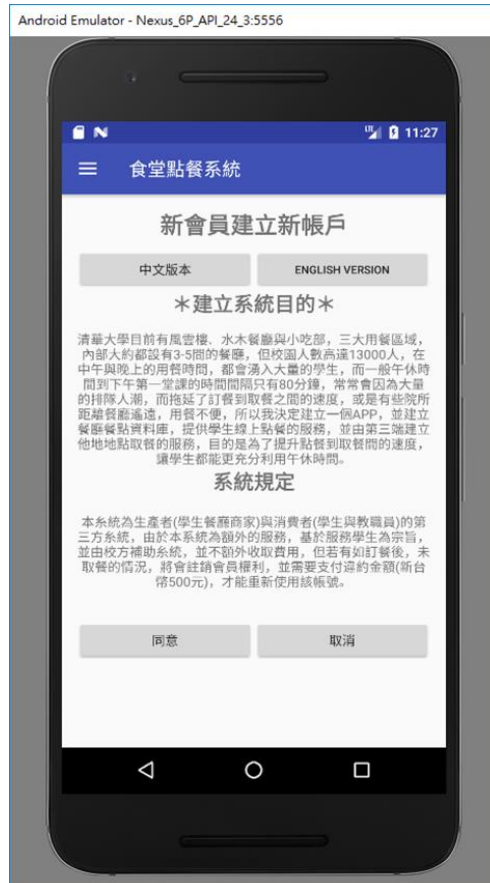 Android Emulator - Nexus_6P_API_24_3:5556
11:27
食堂點餐系統
新會員建立新帳戶
中文版本
ENGLISH VERSION
＊建立系統目的＊
清華大學目前有風雲樓、水木餐廳與小吃部，三大用餐區域，
內部大約都設有3-5間的餐廳，但校園人數高達13000人，在
中午與晚上的用餐時間，都會湧入大量的學生，而一般午休時
間到下午第一堂課的時間間隔只有80分鐘，常常會因為大量
的排隊人潮，而拖延了訂餐到取餐之間的速度，或是有些院所
距離餐廳遙遠，用餐不便，所以我決定建立一個APP，並建立
餐廳餐點資料庫，提供學生線上點餐的服務，並由第三端建立
他地地點取餐的服務，目的是為了提升點餐到取餐間的速度，
讓學生都能更充分利用午休時間。
系統規定
本系統為生產者(學生餐廳商家)與消費者(學生與教職員)的第
三方系統，由於本系統為額外的服務，基於服務學生為宗旨，
並由校方補助系統，並不額外收取費用，但若有如訂餐後，未
取餐的情況，將會註銷會員權利，並需要支付違約金額(新台
幣500元)，才能重新使用該帳號。
同意
取消